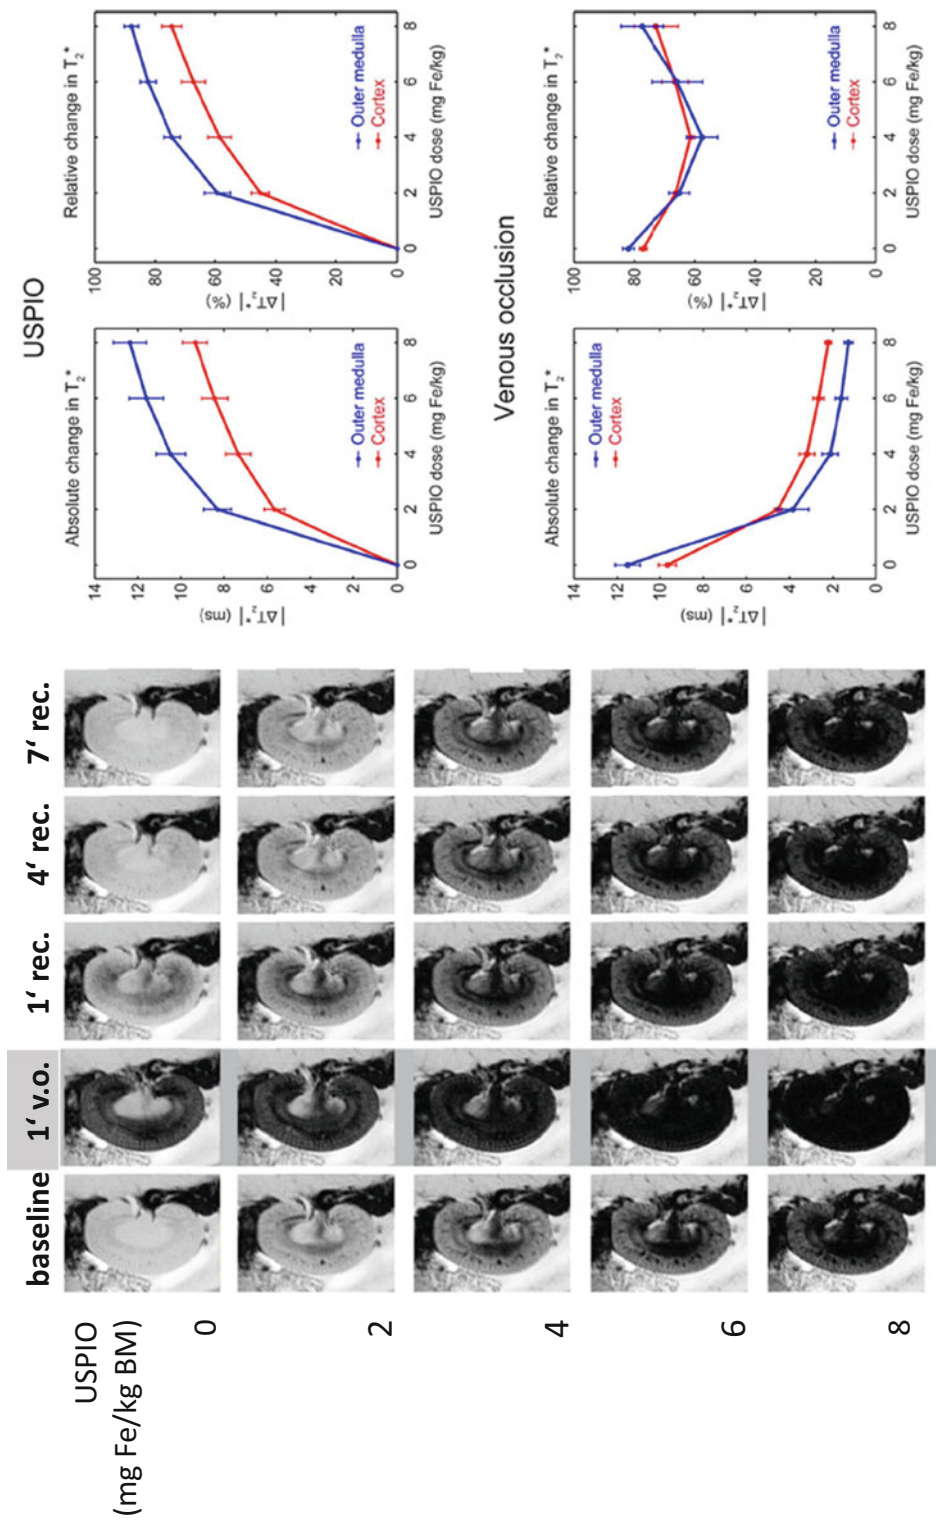 USPIO
(mg Fe/kg BMI)
baseline
1‘ v.o.
1‘ rec.
4‘ rec.
7‘ rec.
0
2
4
6
8
USPIO
Absolute change in T2*
|ΔT2*| (ms)
14
12
10
8
6
4
2
0
Outer medulla
Cortex
0 2 4 6 8
USPIO dose (mg Fe/kg)
Relative change in T2*
|ΔT2*| (%)
100
80
60
40
20
0
Outer medulla
Cortex
0 2 4 6 8
USPIO dose (mg Fe/kg)
Venous occlusion
Absolute change in T2*
|ΔT2*| (ms)
14
12
10
8
6
4
2
0
Outer medulla
Cortex
0 2 4 6 8
USPIO dose (mg Fe/kg)
Relative change in T2*
|ΔT2*| (%)
100
80
60
40
20
0
Outer medulla
Cortex
0 2 4 6 8
USPIO dose (mg Fe/kg)